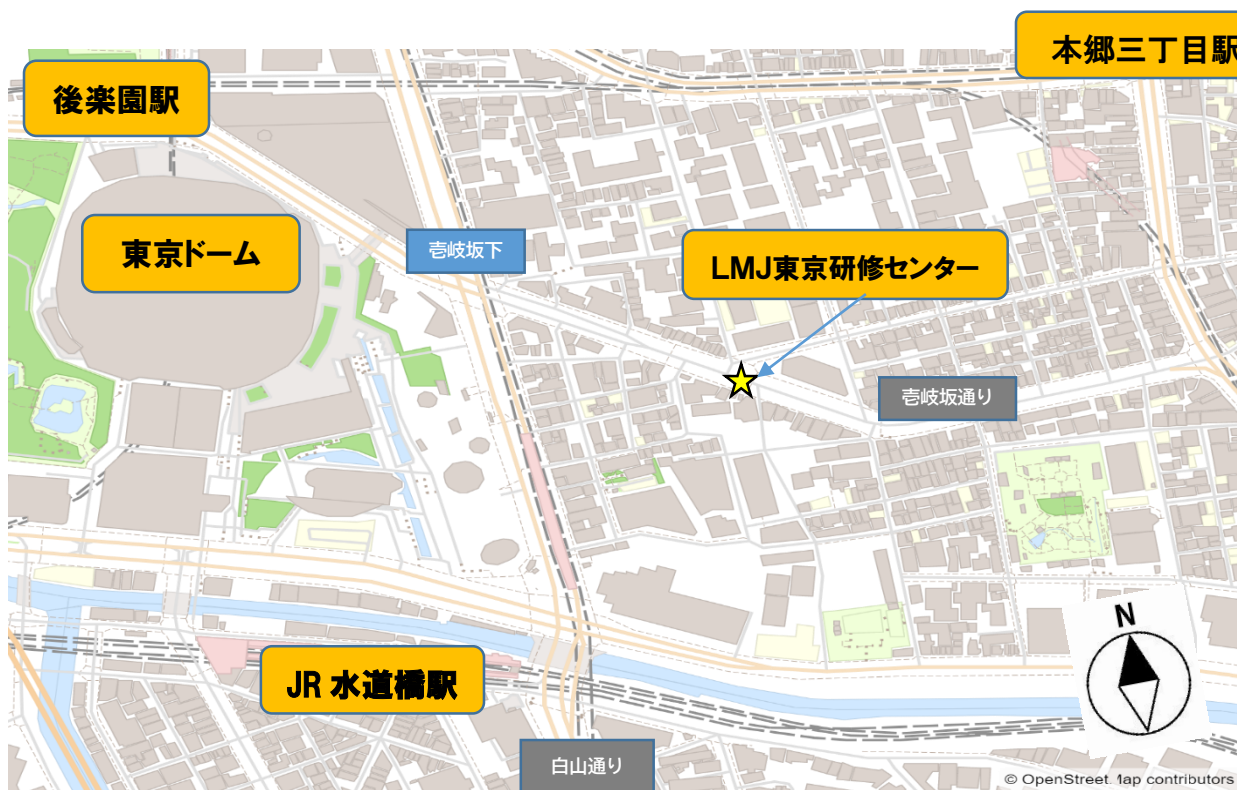 本郷三丁目駅
後楽園駅
東京ドーム
壱岐坂下
LMJ東京研修センター
壱岐坂通り
N
JR 水道橋駅
白山通り
© OpenStreet Map contributors